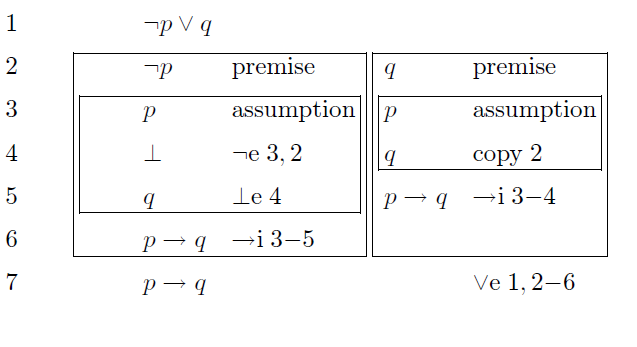 1 ¬p ∨ q
2 ¬p premise q premise
3 p assumption p assumption
4 ⊥ ¬e 3, 2 q copy 2
5 q ⊥e 4 p → q →i 3−4
6 p → q →i 3−5
7 p → q ∨e 1, 2−6